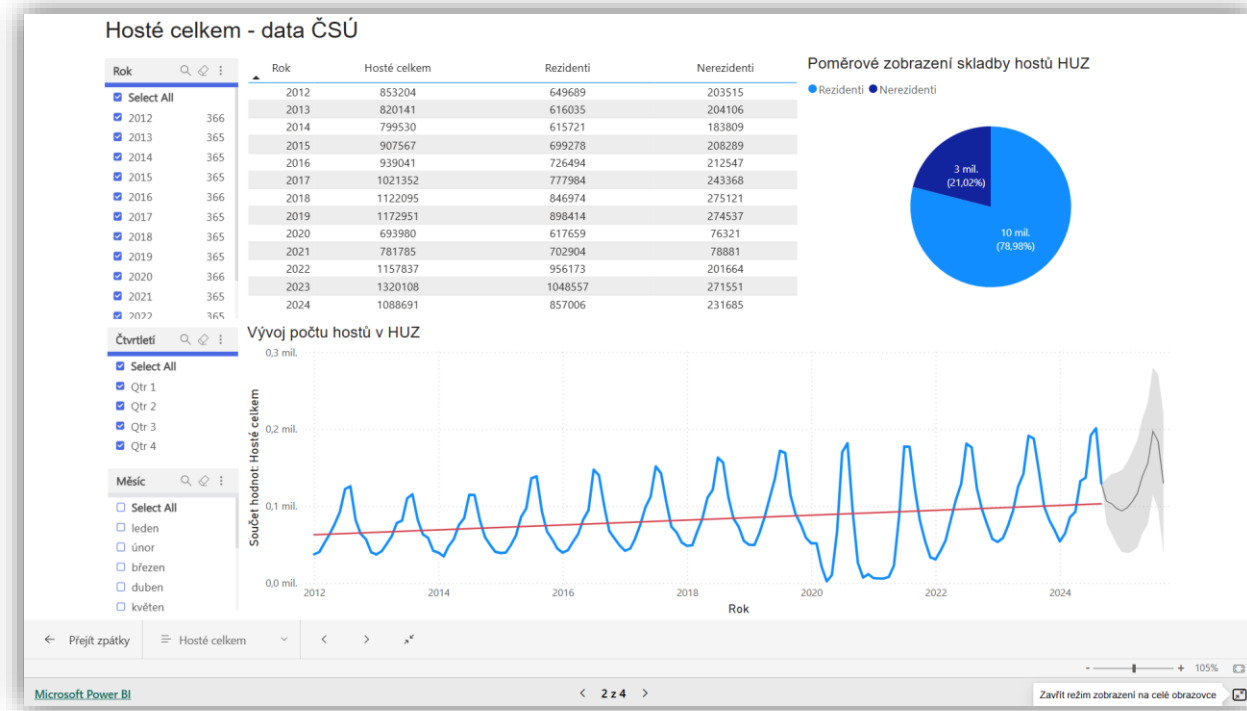 Hosté celkem - data ČSÚ
Rok
Select All
2012 366
2013 365
2014 365
2015 365
2016 366
2017 365
2018 365
2019 365
2020 366
2021 365
2022 365
Rok Hosté celkem Rezidenti Nerezidenti
2012 853204 649689 203515
2013 820141 616035 204106
2014 799530 615721 183809
2015 907567 699278 208289
2016 939041 726494 212547
2017 1021352 777984 243368
2018 1122095 846974 275121
2019 1172951 898414 274537
2020 693980 617659 76321
2021 781785 702904 78881
2022 1157837 956173 201664
2023 1320108 1048557 271551
2024 1088691 857006 231685
Poměrové zobrazení skladby hostů HUZ
Rezidenti Nerezidenti
3 mil.
(21,02%)
10 mil.
(78,98%)
Čtvrtletí
Select All
Qtr 1
Qtr 2
Qtr 3
Qtr 4
Měsíc
Select All
leden
únor
březen
duben
květen
Vývoj počtu hostů v HUZ
Součet hodnot: Hosté celkem
0,3 mil.
0,2 mil.
0,1 mil.
0,0 mil.
2012 2014 2016 2018 2020 2022 2024
Rok
Přejít zpátky Hosté celkem
- + 105%
Microsoft Power BI 2 z 4 Zavřít režim zobrazení na celé obrazovce